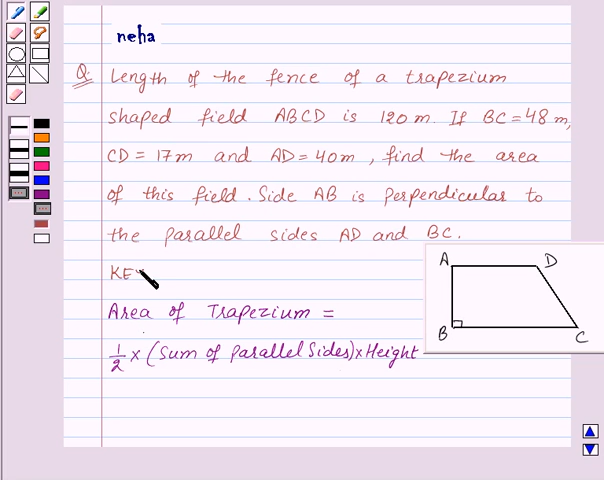 neha
Q. Length of the fence of a trapezium
shaped field ABCD is 120 m. If BC = 48 m,
CD = 17 m and AD = 40m, find the area
of this field. Side AB is perpendicular to
the parallel sides AD and BC.
KEY
Area of Trapezium =
1/2 × (Sum of parallel Sides) × Height
A D
B C